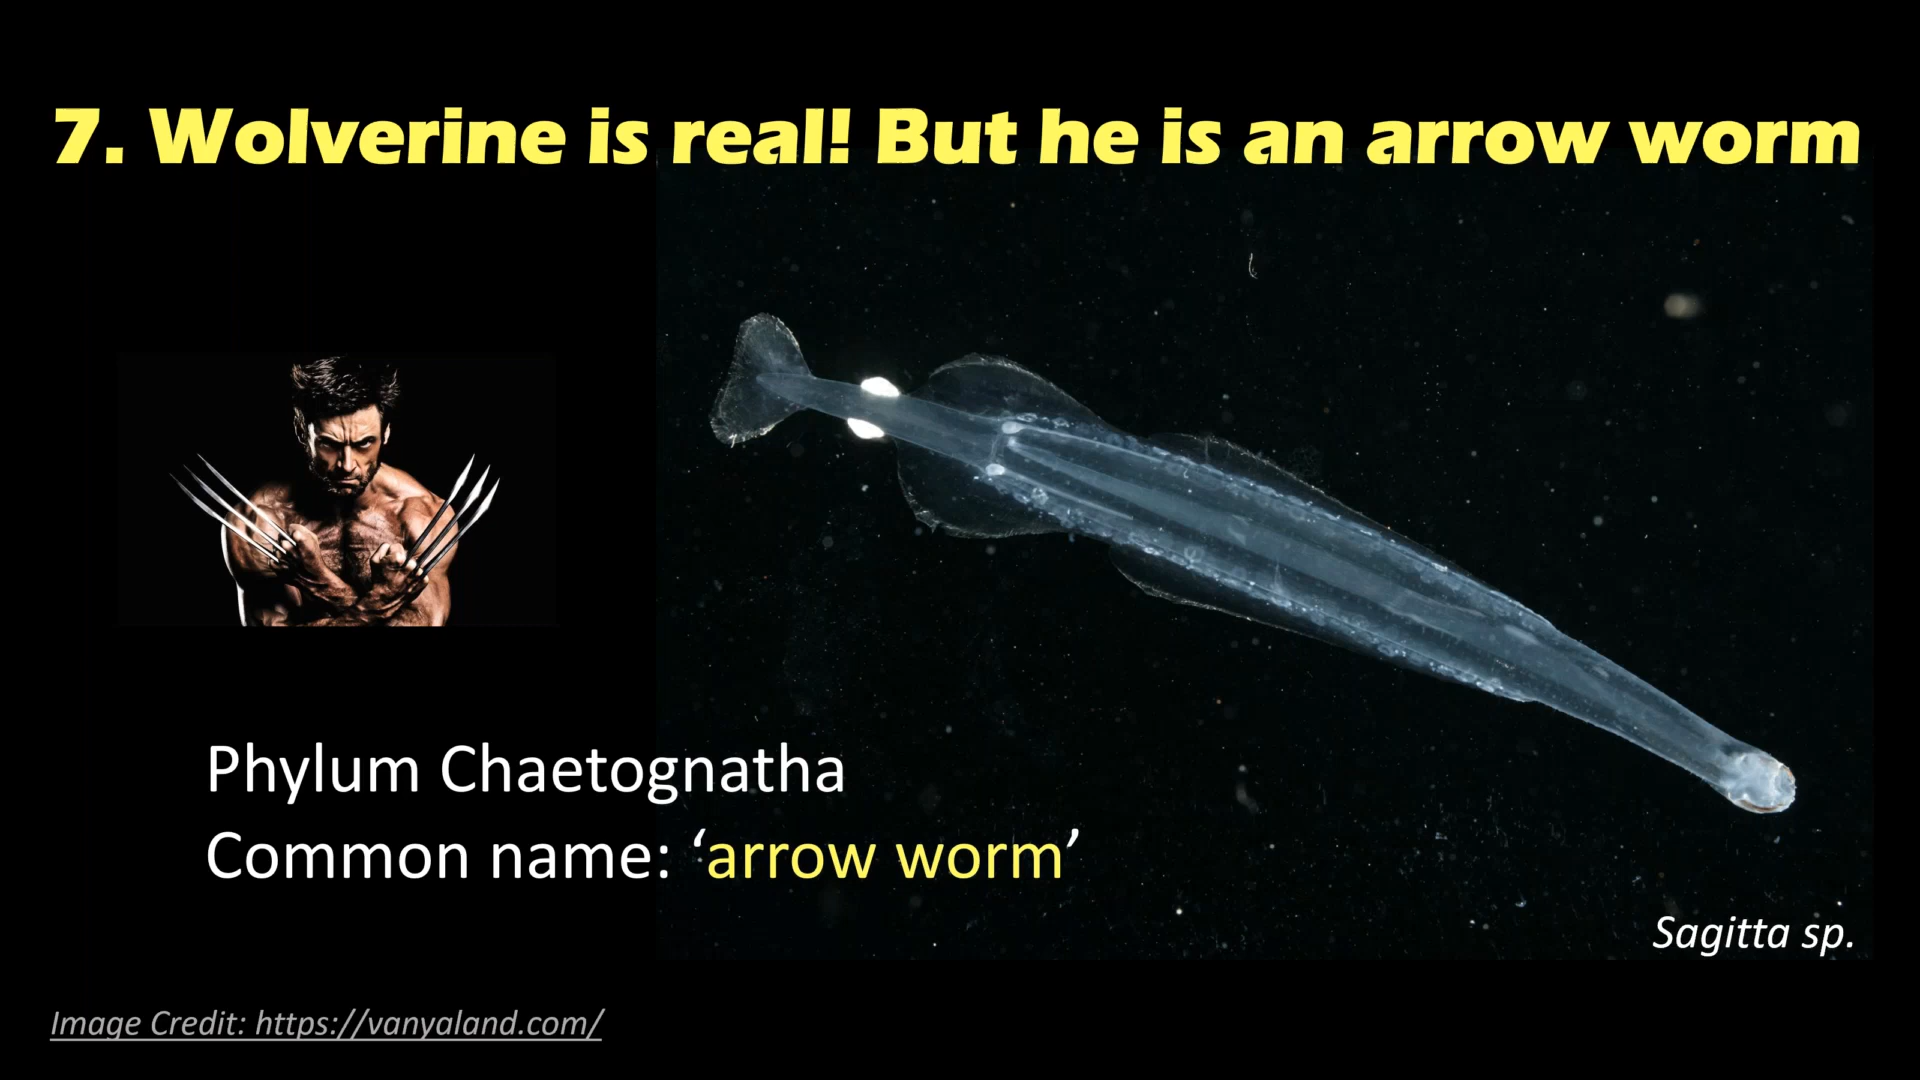 7. Wolverine is real! But he is an arrow worm
Phylum Chaetognatha
Common name: ‘arrow worm’
Sagitta sp.
Image Credit: https://vanyaland.com/